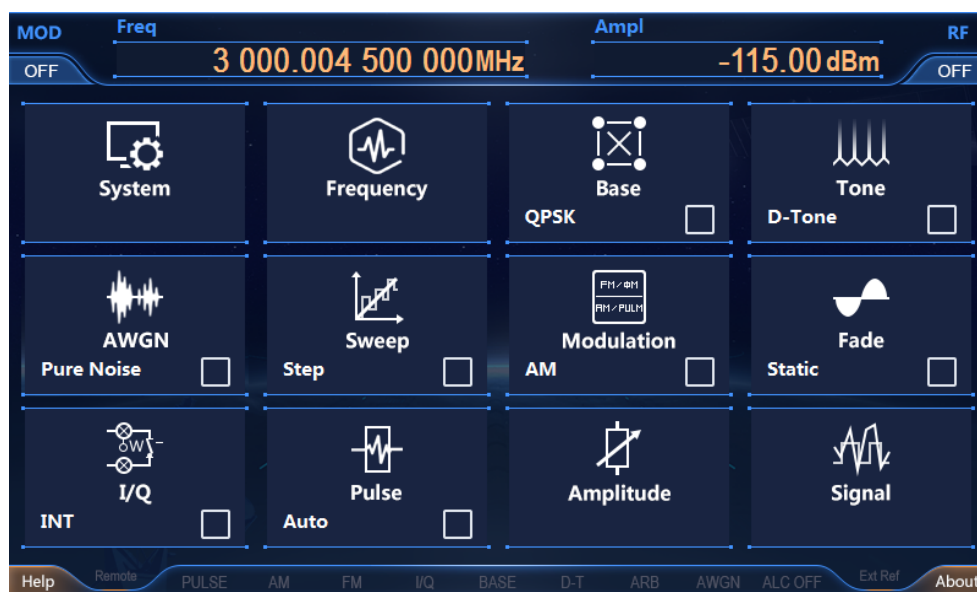 MOD Freq Ampl RF
OFF 3 000.004 500 000MHz -115.00 dBm OFF
System Frequency Base Tone
QPSK D-Tone
FM/ΦM
AM/PULM
AWGN Sweep Modulation Fade
Pure Noise Step AM Static
W
I/Q Pulse Amplitude Signal
INT Auto
Help Remote PULSE AM FM I/Q BASE D-T ARB AWGN ALC OFF Ext Ref About